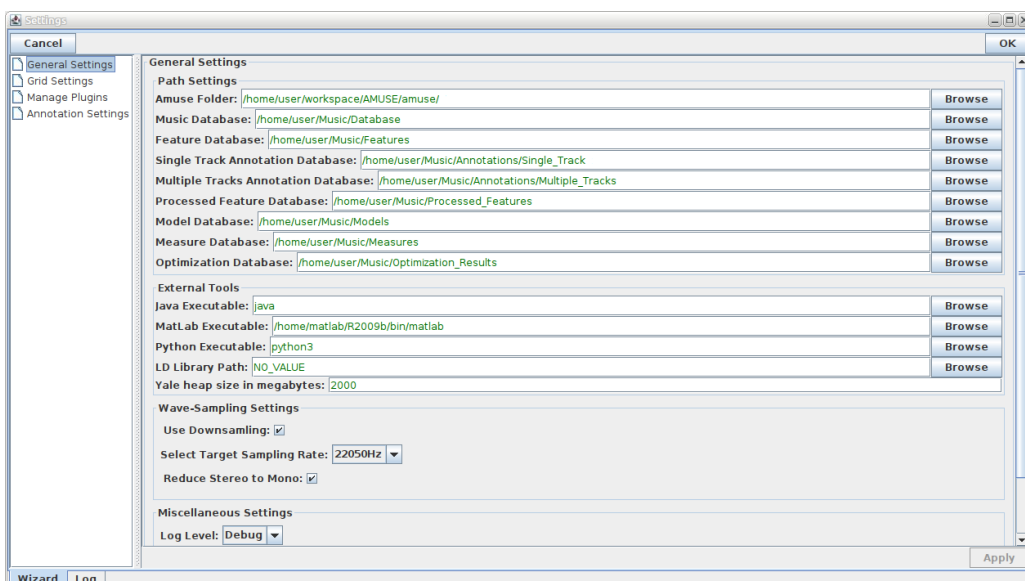 Settings
Cancel
OK
General Settings
Grid Settings
Manage Plugins
Annotation Settings
General Settings
Path Settings
Amuse Folder: /home/user/workspace/AMUSE/amuse/ Browse
Music Database: /home/user/Music/Database Browse
Feature Database: /home/user/Music/Features Browse
Single Track Annotation Database: /home/user/Music/Annotations/Single_Track Browse
Multiple Tracks Annotation Database: /home/user/Music/Annotations/Multiple_Tracks Browse
Processed Feature Database: /home/user/Music/Processed_Features Browse
Model Database: /home/user/Music/Models Browse
Measure Database: /home/user/Music/Measures Browse
Optimization Database: /home/user/Music/Optimization_Results Browse
External Tools
Java Executable: java Browse
MatLab Executable: /home/matlab/R2009b/bin/matlab Browse
Python Executable: python3 Browse
LD Library Path: NO_VALUE Browse
Yale heap size in megabytes: 2000
Wave-Sampling Settings
Use Downsamling:
Select Target Sampling Rate: 22050Hz
Reduce Stereo to Mono:
Miscellaneous Settings
Log Level: Debug
Apply
Wizard Log